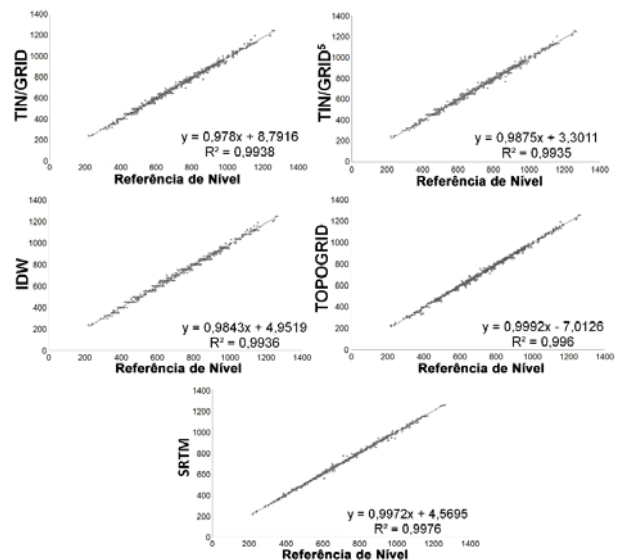 TIN/GRID
1400
1200
1000
800
600
400
200
0
0 200 400 600 800 1000 1200 1400
y = 0,978x + 8,7916
R² = 0,9938
Referência de Nível
TIN/GRID⁵
1400
1200
1000
800
600
400
200
0
0 200 400 600 800 1000 1200 1400
y = 0,9875x + 3,3011
R² = 0,9935
Referência de Nível
IDW
1400
1200
1000
800
600
400
200
0
0 200 400 600 800 1000 1200 1400
y = 0,9843x + 4,9519
R² = 0,9936
Referência de Nível
TOPOGRID
1400
1200
1000
800
600
400
200
0
0 200 400 600 800 1000 1200 1400
y = 0,9992x - 7,0126
R² = 0,996
Referência de Nível
SRTM
1400
1200
1000
800
600
400
200
0
0 200 400 600 800 1000 1200 1400
y = 0,9972x + 4,5695
R² = 0,9976
Referência de Nível